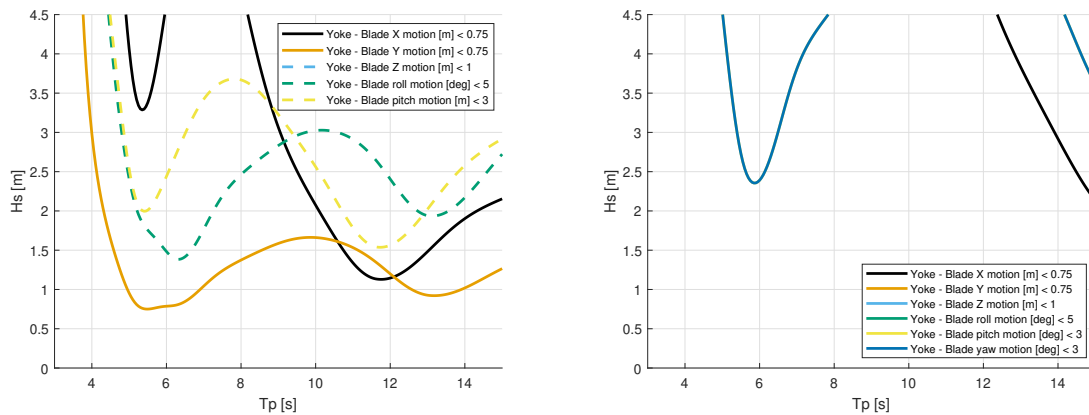 4.5
4
3.5
3
2.5
2
1.5
1
0.5
0
Hs [m]
4 6 8 10 12 14
Tp [s]
Yoke - Blade X motion [m] < 0.75
Yoke - Blade Y motion [m] < 0.75
Yoke - Blade Z motion [m] < 1
Yoke - Blade roll motion [deg] < 5
Yoke - Blade pitch motion [m] < 3
4.5
4
3.5
3
2.5
2
1.5
1
0.5
0
Hs [m]
4 6 8 10 12 14
Tp [s]
Yoke - Blade X motion [m] < 0.75
Yoke - Blade Y motion [m] < 0.75
Yoke - Blade Z motion [m] < 1
Yoke - Blade roll motion [deg] < 5
Yoke - Blade pitch motion [deg] < 3
Yoke - Blade yaw motion [deg] < 3